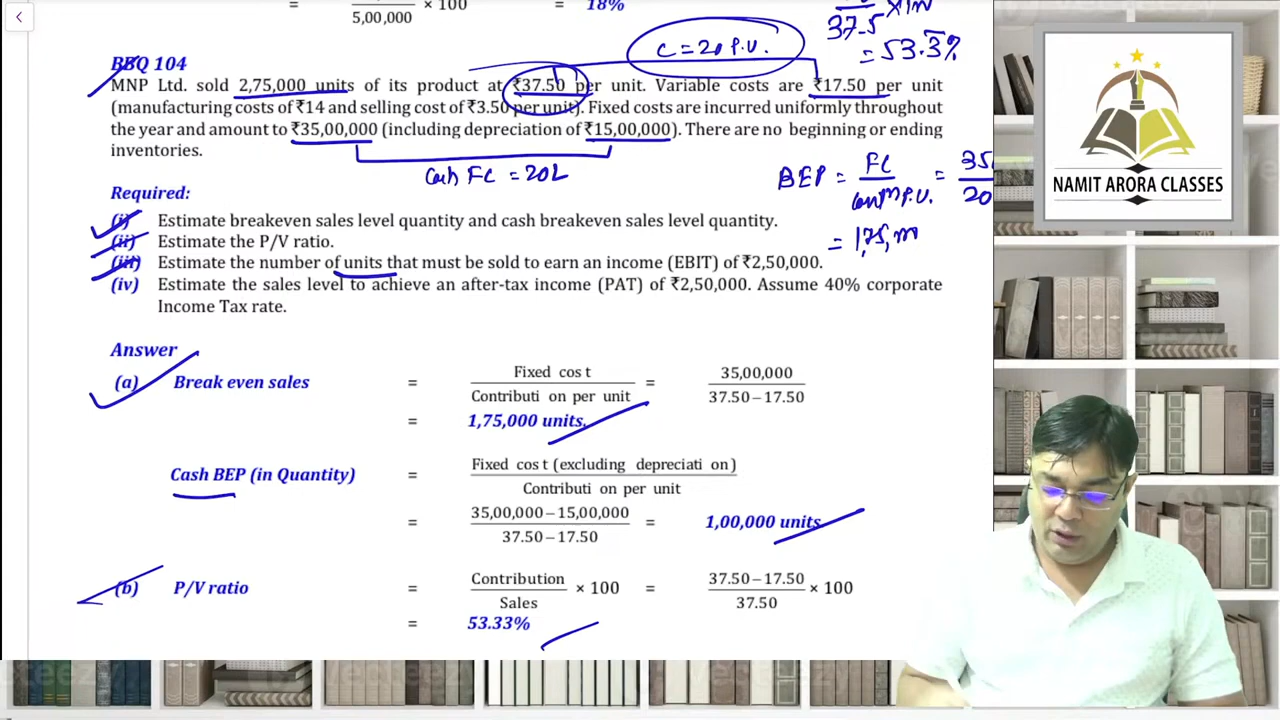 = 5,00,000 × 100 = 18%
37.5 × 100
= 53.3%
C = 20 P.U.
BBQ 104
MNP Ltd. sold 2,75,000 units of its product at ₹37.50 per unit. Variable costs are ₹17.50 per unit
(manufacturing costs of ₹14 and selling cost of ₹3.50 per unit). Fixed costs are incurred uniformly throughout
the year and amount to ₹35,00,000 (including depreciation of ₹15,00,000). There are no beginning or ending
inventories.
Cash FC = 20L
BEP = FC = 35
Contn P.U. 20
= 1.75, m
Required:
(i) Estimate breakeven sales level quantity and cash breakeven sales level quantity.
(ii) Estimate the P/V ratio.
(iii) Estimate the number of units that must be sold to earn an income (EBIT) of ₹2,50,000.
(iv) Estimate the sales level to achieve an after-tax income (PAT) of ₹2,50,000. Assume 40% corporate
Income Tax rate.
Answer
(a) Break even sales = Fixed cos t = 35,00,000
Contributi on per unit 37.50 – 17.50
= 1,75,000 units.
Cash BEP (in Quantity) = Fixed cos t (excluding depreciati on)
Contributi on per unit
= 35,00,000 – 15,00,000 = 1,00,000 units
37.50 – 17.50
(b) P/V ratio = Contribution × 100 = 37.50 – 17.50 × 100
Sales 37.50
= 53.33%
NAMIT ARORA CLASSES